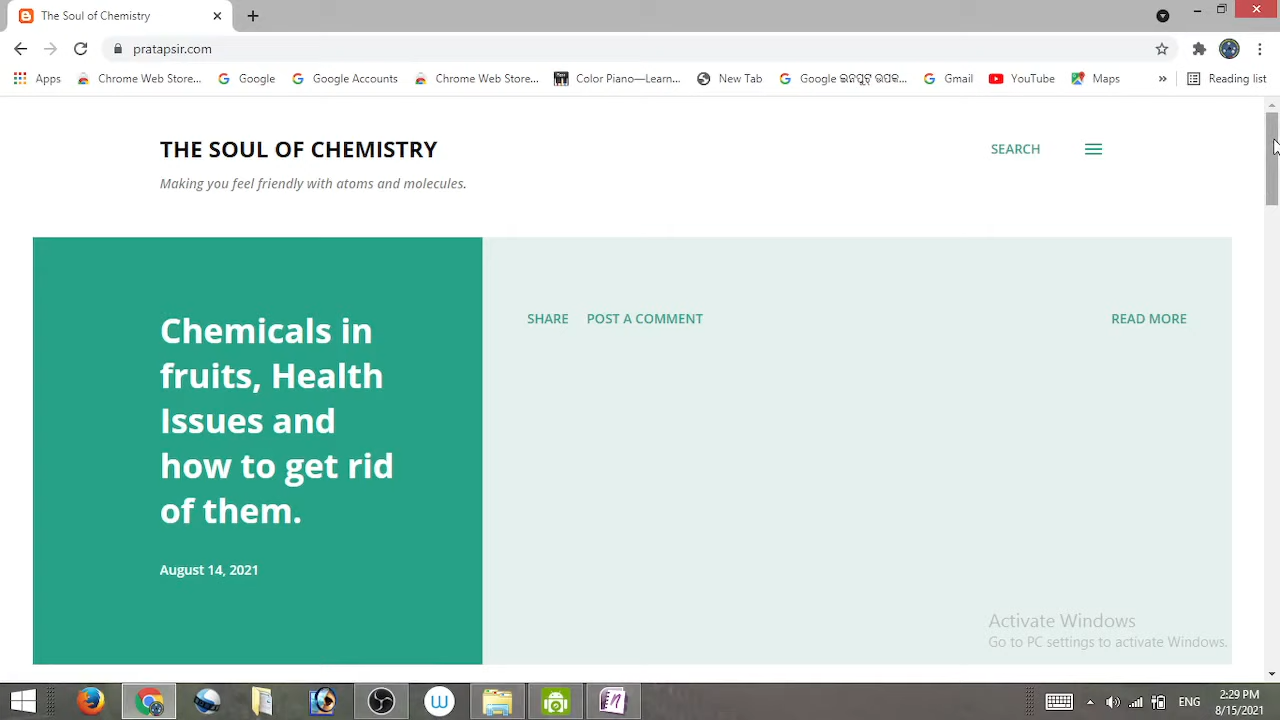 The Soul of Chemistry
pratapsir.com
Apps Chrome Web Store... Google Google Accounts Chrome Web Store... Color Piano—Learn... New Tab Google Gmail YouTube Maps » Reading list
THE SOUL OF CHEMISTRY
SEARCH
Making you feel friendly with atoms and molecules.
Chemicals in
fruits, Health
Issues and
how to get rid
of them.
August 14, 2021
SHARE POST A COMMENT READ MORE
Activate Windows
Go to PC settings to activate Windows.
ENG
2:29 PM
8/15/2021